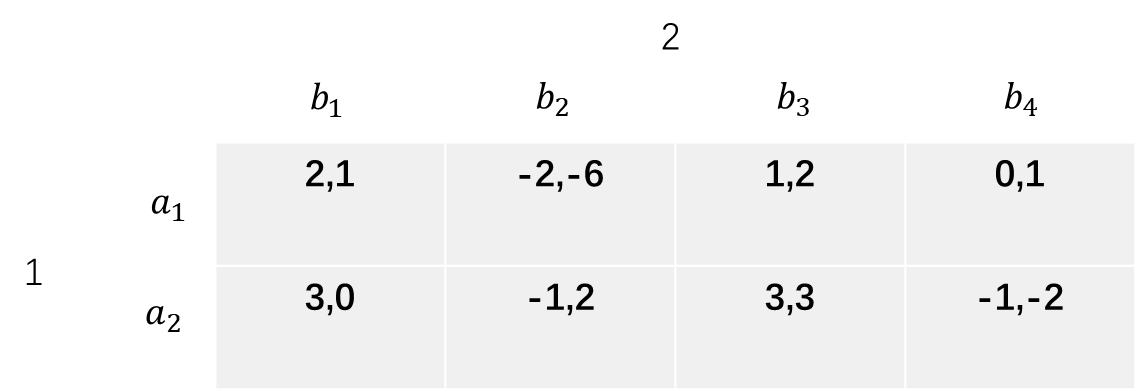 2
b₁ b₂ b₃ b₄
a₁ 2,1 -2,-6 1,2 0,1
1
a₂ 3,0 -1,2 3,3 -1,-2